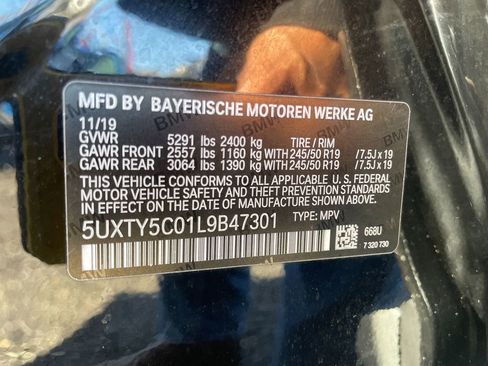 MFD BY BAYERISCHE MOTOREN WERKE AG
11/19
GVWR 5291 lbs 2400 kg TIRE / RIM
GAWR FRONT 2557 lbs 1160 kg WITH 245/50 R19 /7.5J x 19
GAWR REAR 3064 lbs 1390 kg WITH 245/50 R19 /7.5J x 19
THIS VEHICLE CONFORMS TO ALL APPLICABLE U. S. FEDERAL
MOTOR VEHICLE SAFETY AND THEFT PREVENTION STANDARDS
IN EFFECT ON THE DATE OF MANUFACTURE SHOWN ABOVE.
5UXTY5C01L9B47301 TYPE: MPV
668U
7 320 730